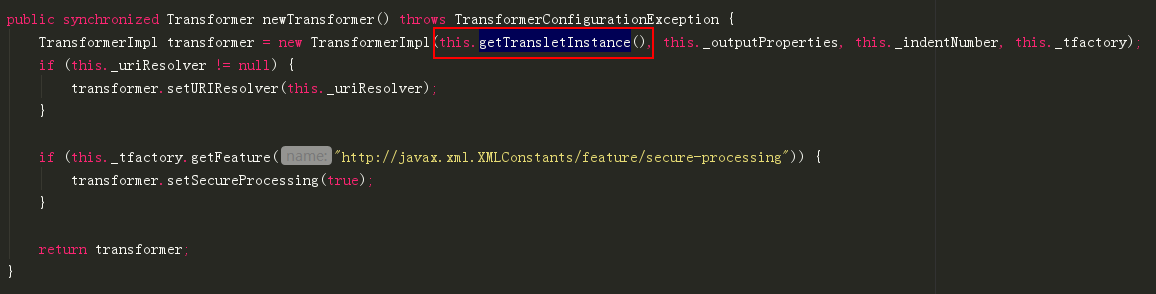 public synchronized Transformer newTransformer() throws TransformerConfigurationException {
TransformerImpl transformer = new TransformerImpl(this.getTransletInstance(), this._outputProperties, this._indentNumber, this._tfactory);
if (this._uriResolver != null) {
transformer.setURIResolver(this._uriResolver);
}
if (this._tfactory.getFeature( name: "http://javax.xml.XMLConstants/feature/secure-processing")) {
transformer.setSecureProcessing(true);
}
return transformer;
}